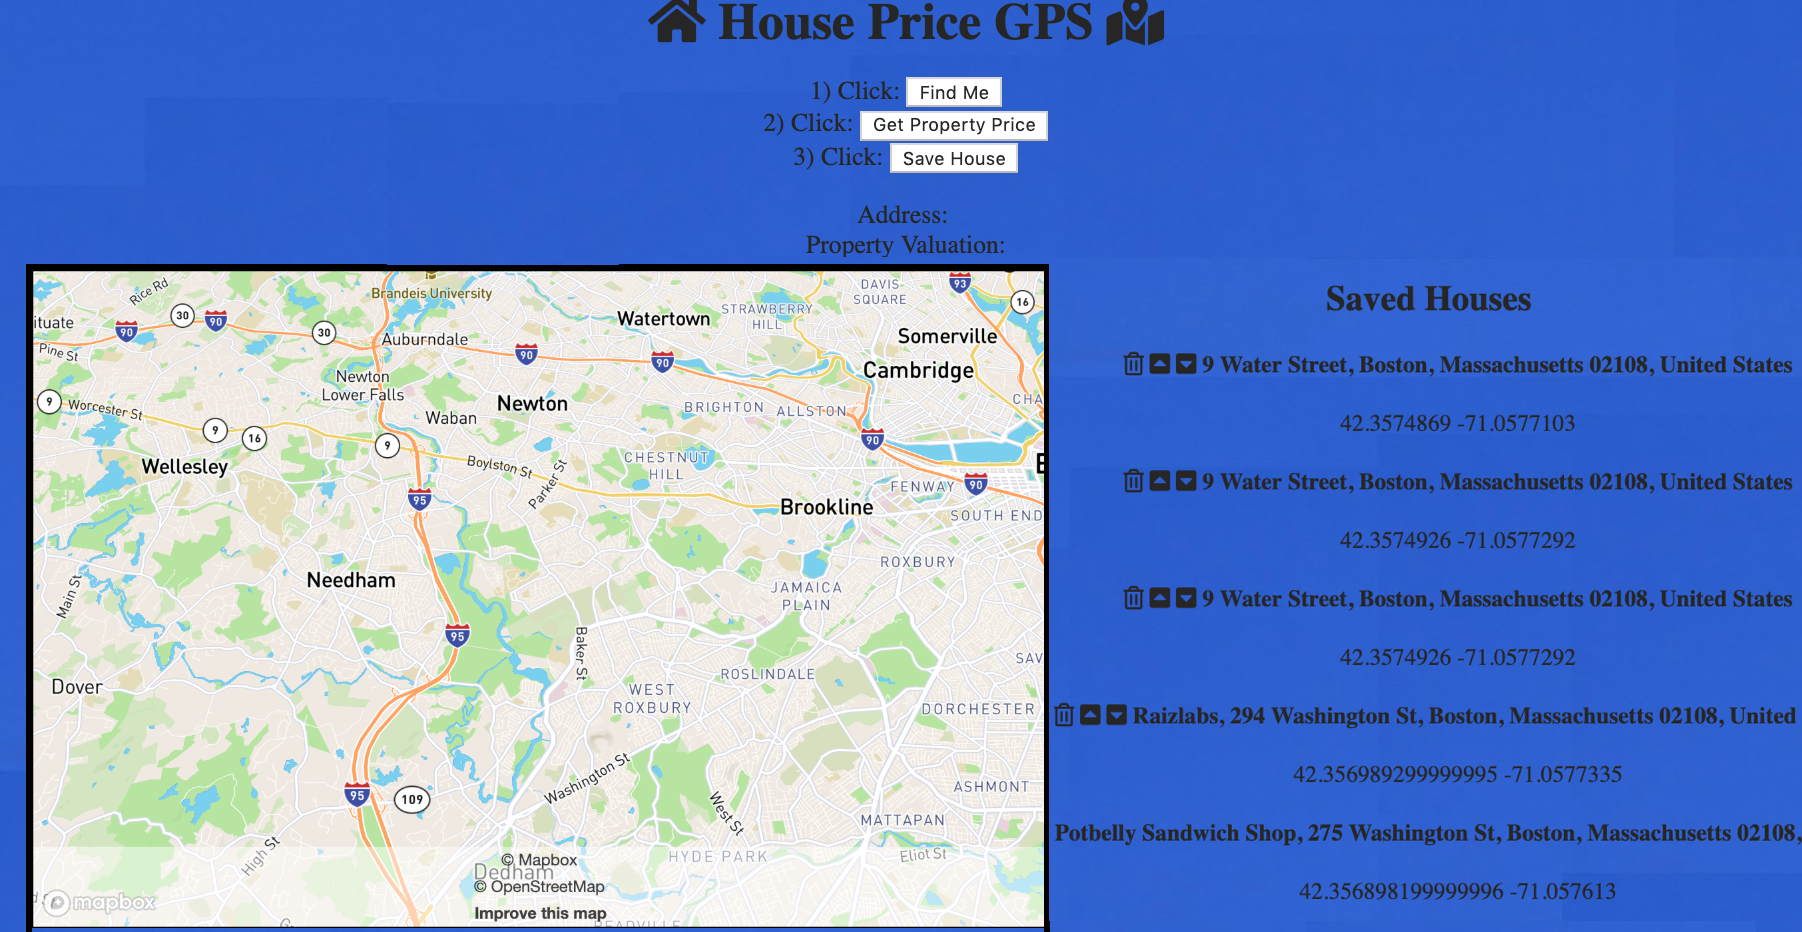 House Price GPS
1) Click: Find Me
2) Click: Get Property Price
3) Click: Save House
Address:
Property Valuation:
Rice Rd
Brandeis University
DAVIS
SQUARE
93
16
ituate
90
30
90
30
Auburndale
Watertown
STRAWBERRY
HILL
Somerville
Pine St
90
90
Cambridge
Newton
Lower Falls
9
Worcester St
Newton
BRIGHTON
ALLSTON
CHA
Waban
9
16
9
90
Wellesley
Boylston St
Parker St
CHESTNUT
HILL
95
FENWAY
90
Brookline
SOUTH END
ROXBURY
Needham
Main St
JAMAICA
PLAIN
95
Baker St
SAV
ROSLINDALE
Dover
WEST
ROXBURY
DORCHESTER
Washington St
95
109
West St
ASHMONT
MATTAPAN
High St
HYDE PARK
Eliot St
© Mapbox
Dedham
© OpenStreetMap
mapbox
Improve this map
READVILLE
Saved Houses
9 Water Street, Boston, Massachusetts 02108, United States
42.3574869 -71.0577103
9 Water Street, Boston, Massachusetts 02108, United States
42.3574926 -71.0577292
9 Water Street, Boston, Massachusetts 02108, United States
42.3574926 -71.0577292
Raizlabs, 294 Washington St, Boston, Massachusetts 02108, United
42.356989299999995 -71.0577335
Potbelly Sandwich Shop, 275 Washington St, Boston, Massachusetts 02108,
42.356898199999996 -71.057613